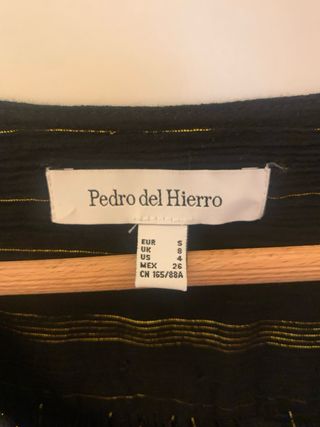 Pedro del Hierro
EUR S
UK 8
US 4
MEX 26
CN 165/88A